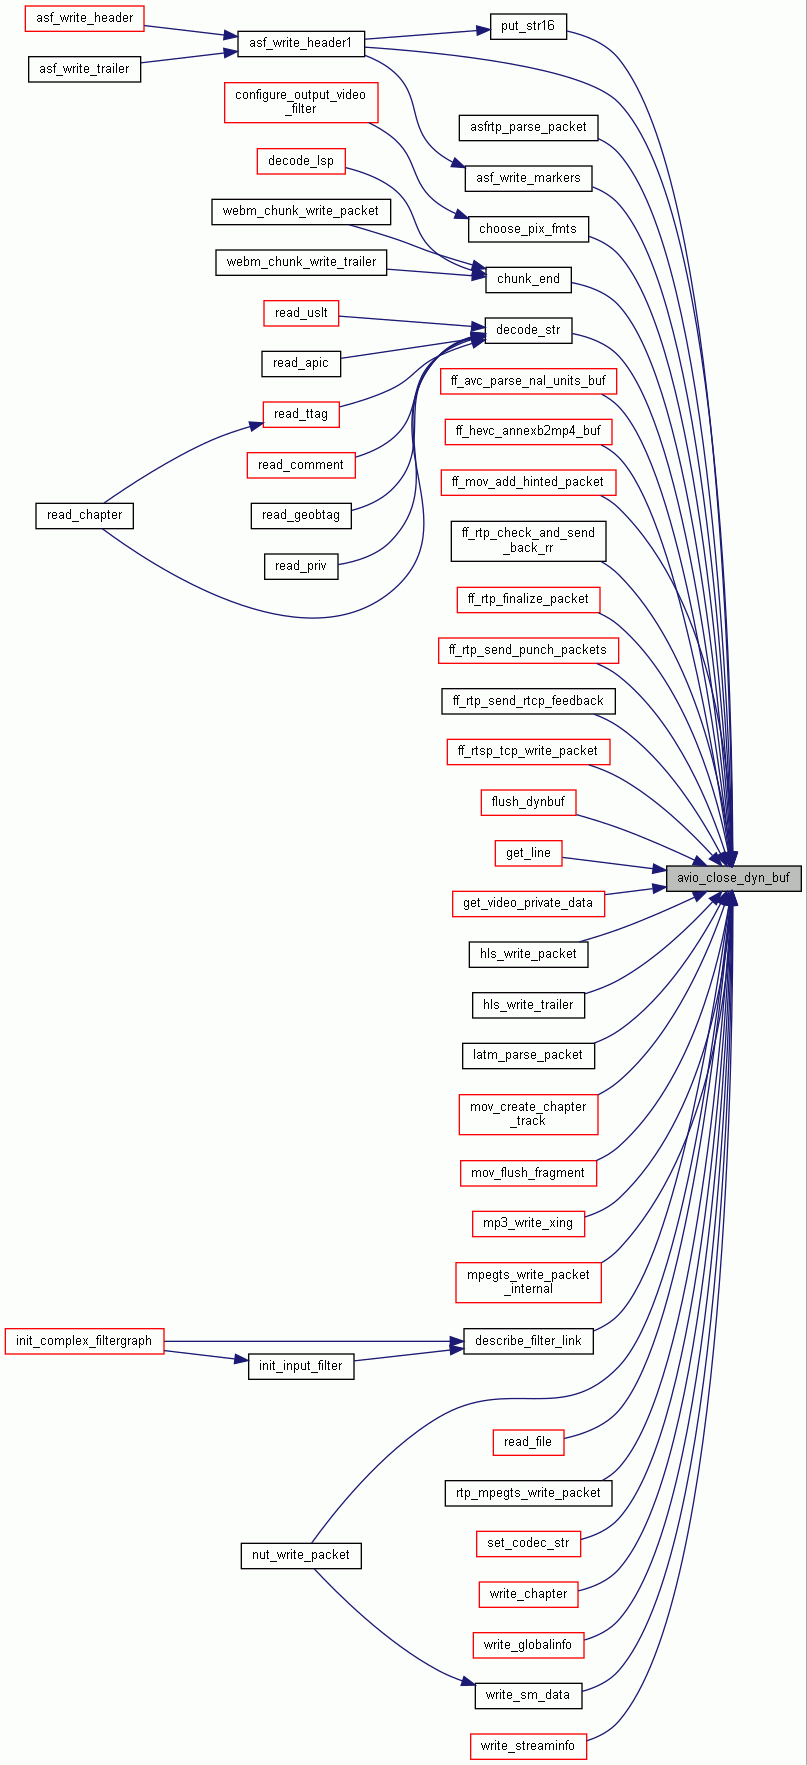 asf_write_header
put_str16
asf_write_header1
asf_write_trailer
configure_output_video
_filter
asfrtp_parse_packet
decode_lsp
asf_write_markers
webm_chunk_write_packet
choose_pix_fmts
webm_chunk_write_trailer
chunk_end
read_uslt
decode_str
read_apic
ff_avc_parse_nal_units_buf
read_ttag
ff_hevc_annexb2mp4_buf
read_comment
ff_mov_add_hinted_packet
read_chapter
read_geobtag
ff_rtp_check_and_send
_back_rr
read_priv
ff_rtp_finalize_packet
ff_rtp_send_punch_packets
ff_rtp_send_rtcp_feedback
ff_rtsp_tcp_write_packet
flush_dynbuf
get_line
avio_close_dyn_buf
get_video_private_data
hls_write_packet
hls_write_trailer
latm_parse_packet
mov_create_chapter
_track
mov_flush_fragment
mp3_write_xing
mpegts_write_packet
_internal
init_complex_filtergraph
describe_filter_link
init_input_filter
read_file
rtp_mpegts_write_packet
set_codec_str
nut_write_packet
write_chapter
write_globalinfo
write_sm_data
write_streaminfo